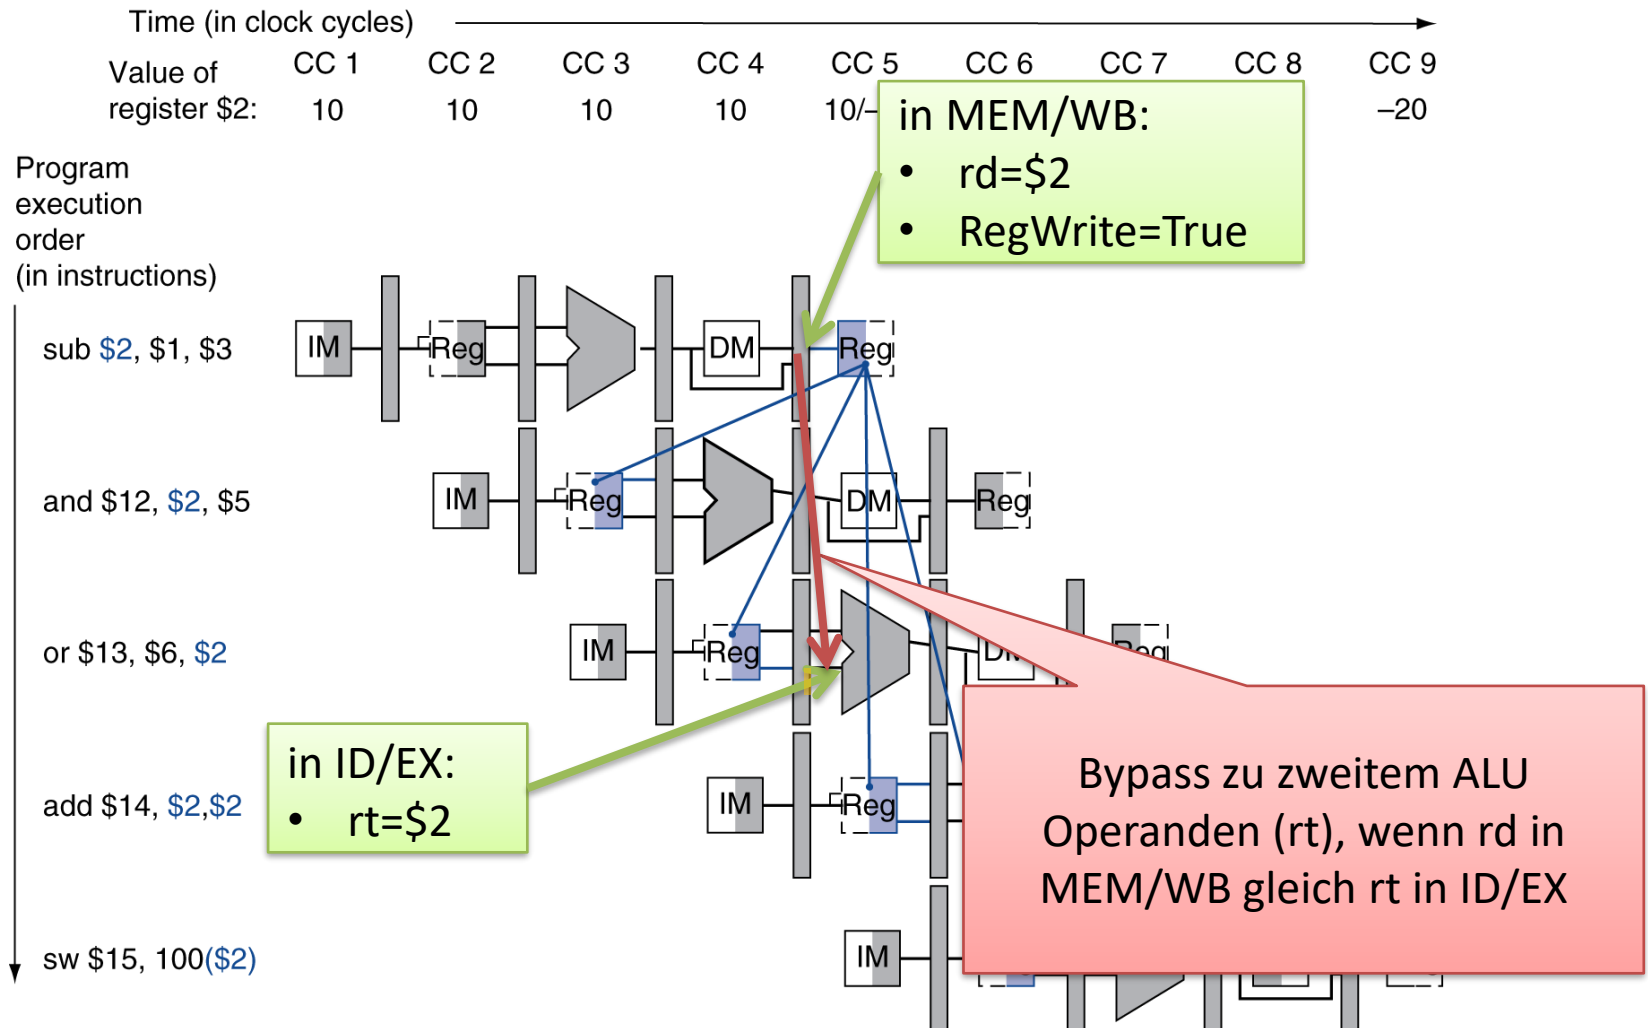 Time (in clock cycles)
Value of register $2:
CC 1 CC 2 CC 3 CC 4 CC 5 CC 6 CC 7 CC 8 CC 9
10 10 10 10 10/– –20
in MEM/WB:
• rd=$2
• RegWrite=True
Program
execution
order
(in instructions)
sub $2, $1, $3
IM Reg DM Reg
and $12, $2, $5
IM Reg DM Reg
or $13, $6, $2
IM Reg DM Reg
in ID/EX:
• rt=$2
add $14, $2,$2
IM Reg
Bypass zu zweitem ALU
Operanden (rt), wenn rd in
MEM/WB gleich rt in ID/EX
sw $15, 100($2)
IM